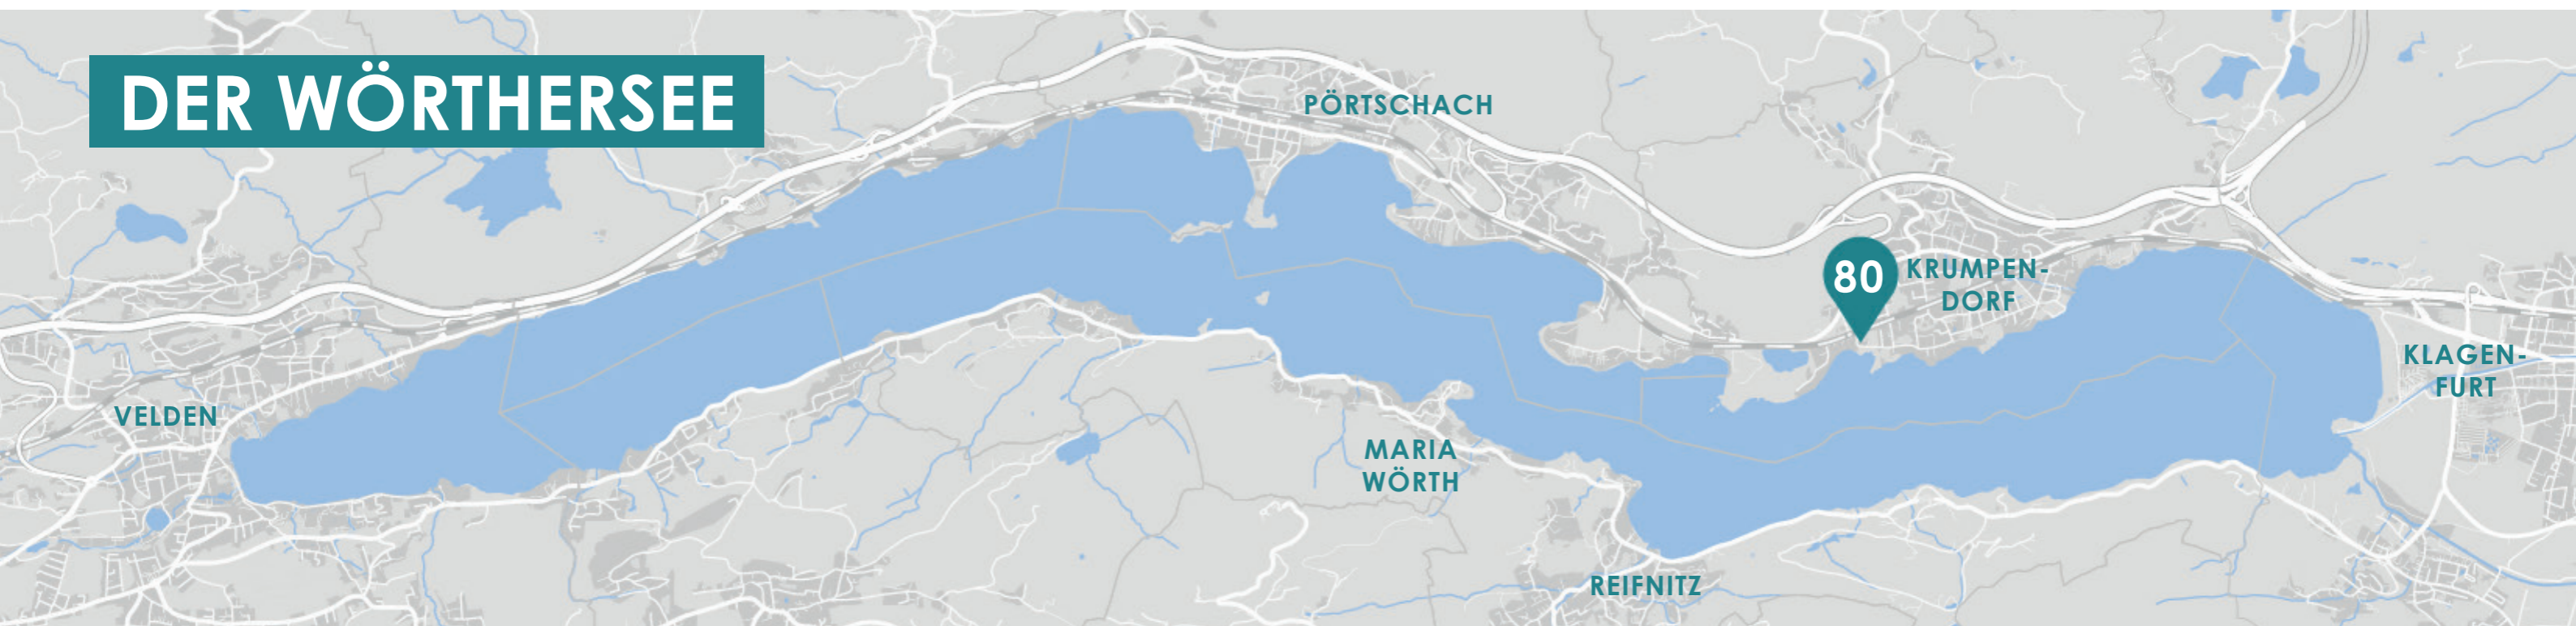 DER WÖRTHERSEE
PÖRTSCHACH
80
KRUMPEN-
DORF
KLAGEN-
FURT
VELDEN
MARIA
WÖRTH
REIFNITZ